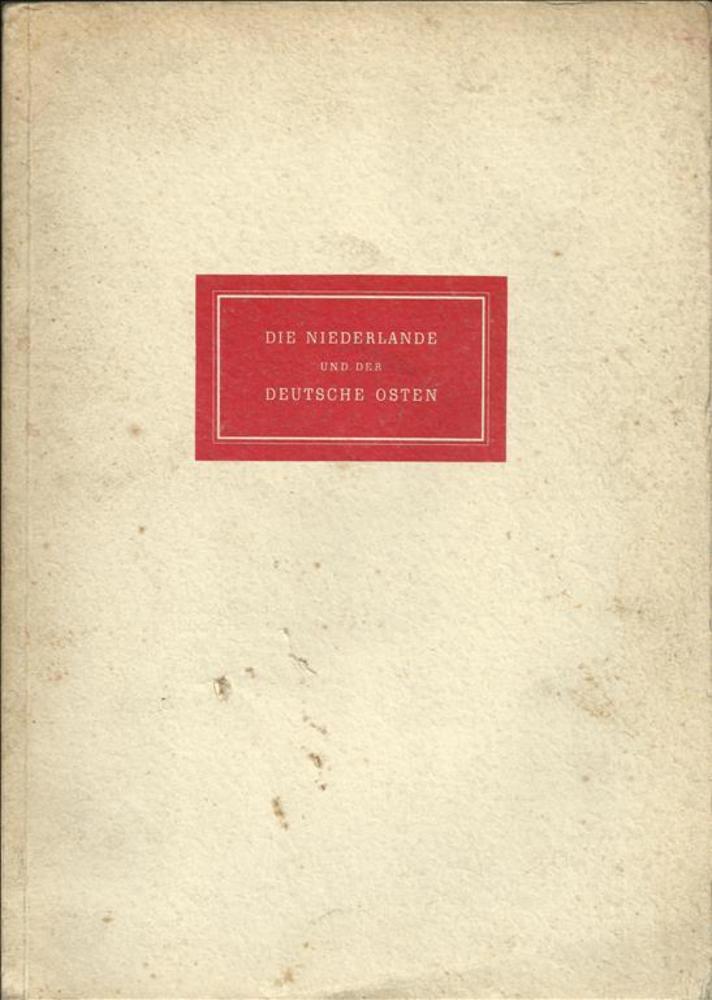 DIE NIEDERLANDE
UND DER
DEUTSCHE OSTEN